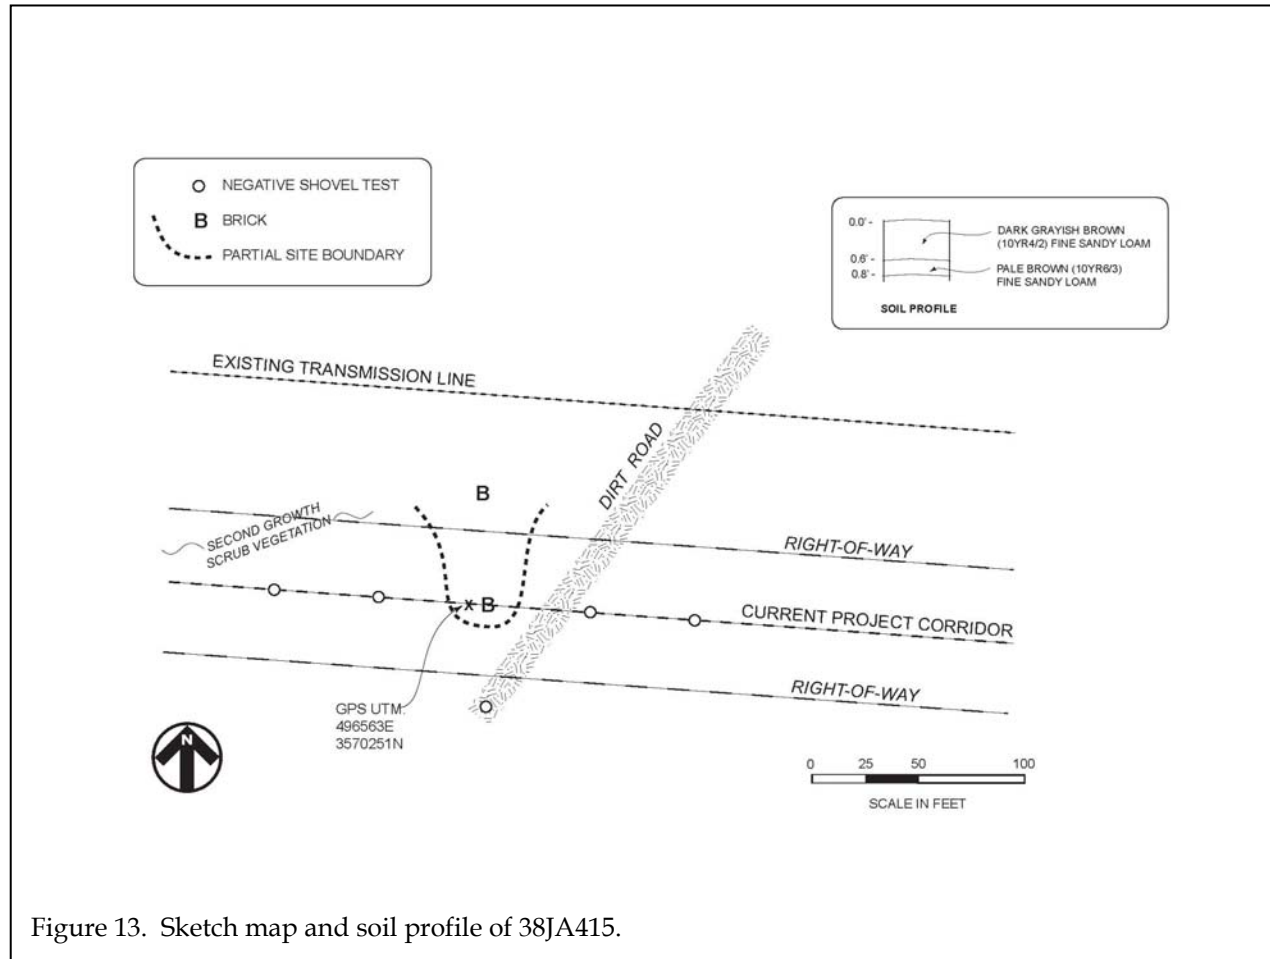 NEGATIVE SHOVEL TEST
B BRICK
PARTIAL SITE BOUNDARY
0.0' -
0.6' -
0.8' -
DARK GRAYISH BROWN
(10YR4/2) FINE SANDY LOAM
PALE BROWN (10YR6/3)
FINE SANDY LOAM
SOIL PROFILE
EXISTING TRANSMISSION LINE
DIRT ROAD
B
SECOND GROWTH
SCRUB VEGETATION
RIGHT-OF-WAY
x B
CURRENT PROJECT CORRIDOR
RIGHT-OF-WAY
GPS UTM:
496563E
3570251N
N
0 25 50 100
SCALE IN FEET
Figure 13. Sketch map and soil profile of 38JA415.